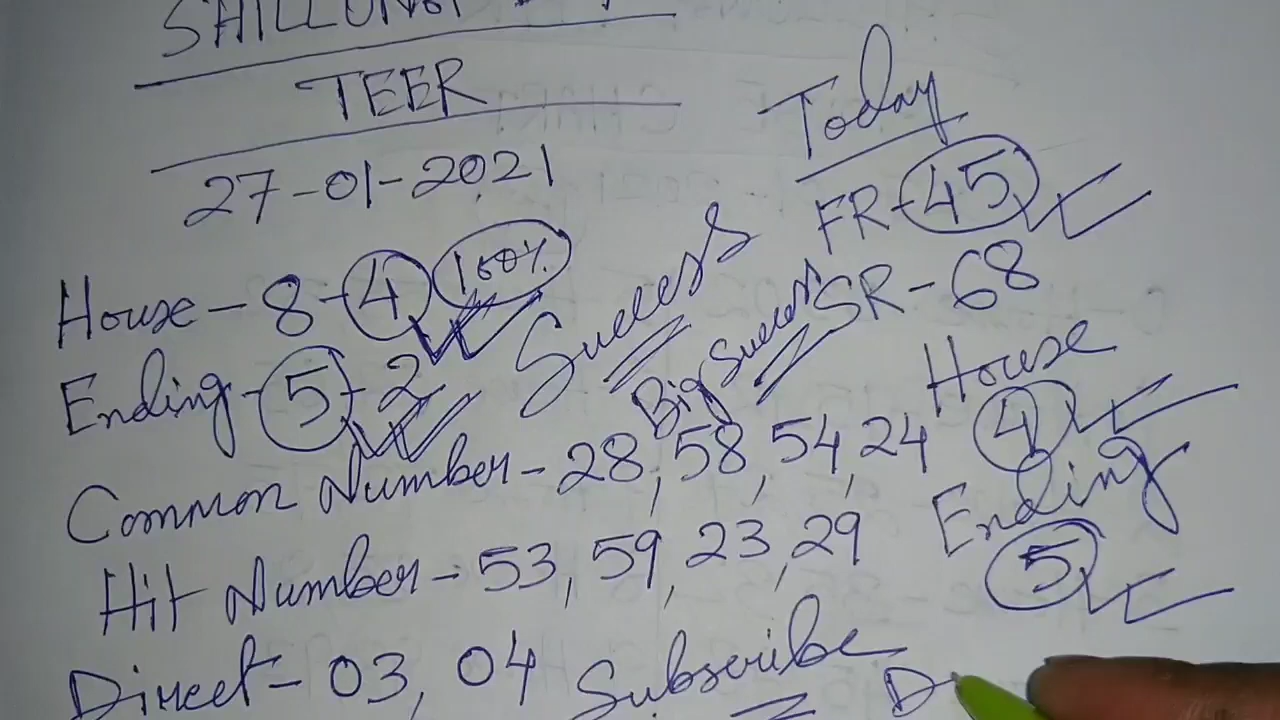 SHILLONG
TEER
27-01-2021
House-8-4 100%
Ending-5-2
Success
Big Success
Common Number-28,58,54,24
Hit Number-53,59,23,29
Direct-03, 04
Subscribe
Today
FR-45
SR-68
House
4
Ending
5
D